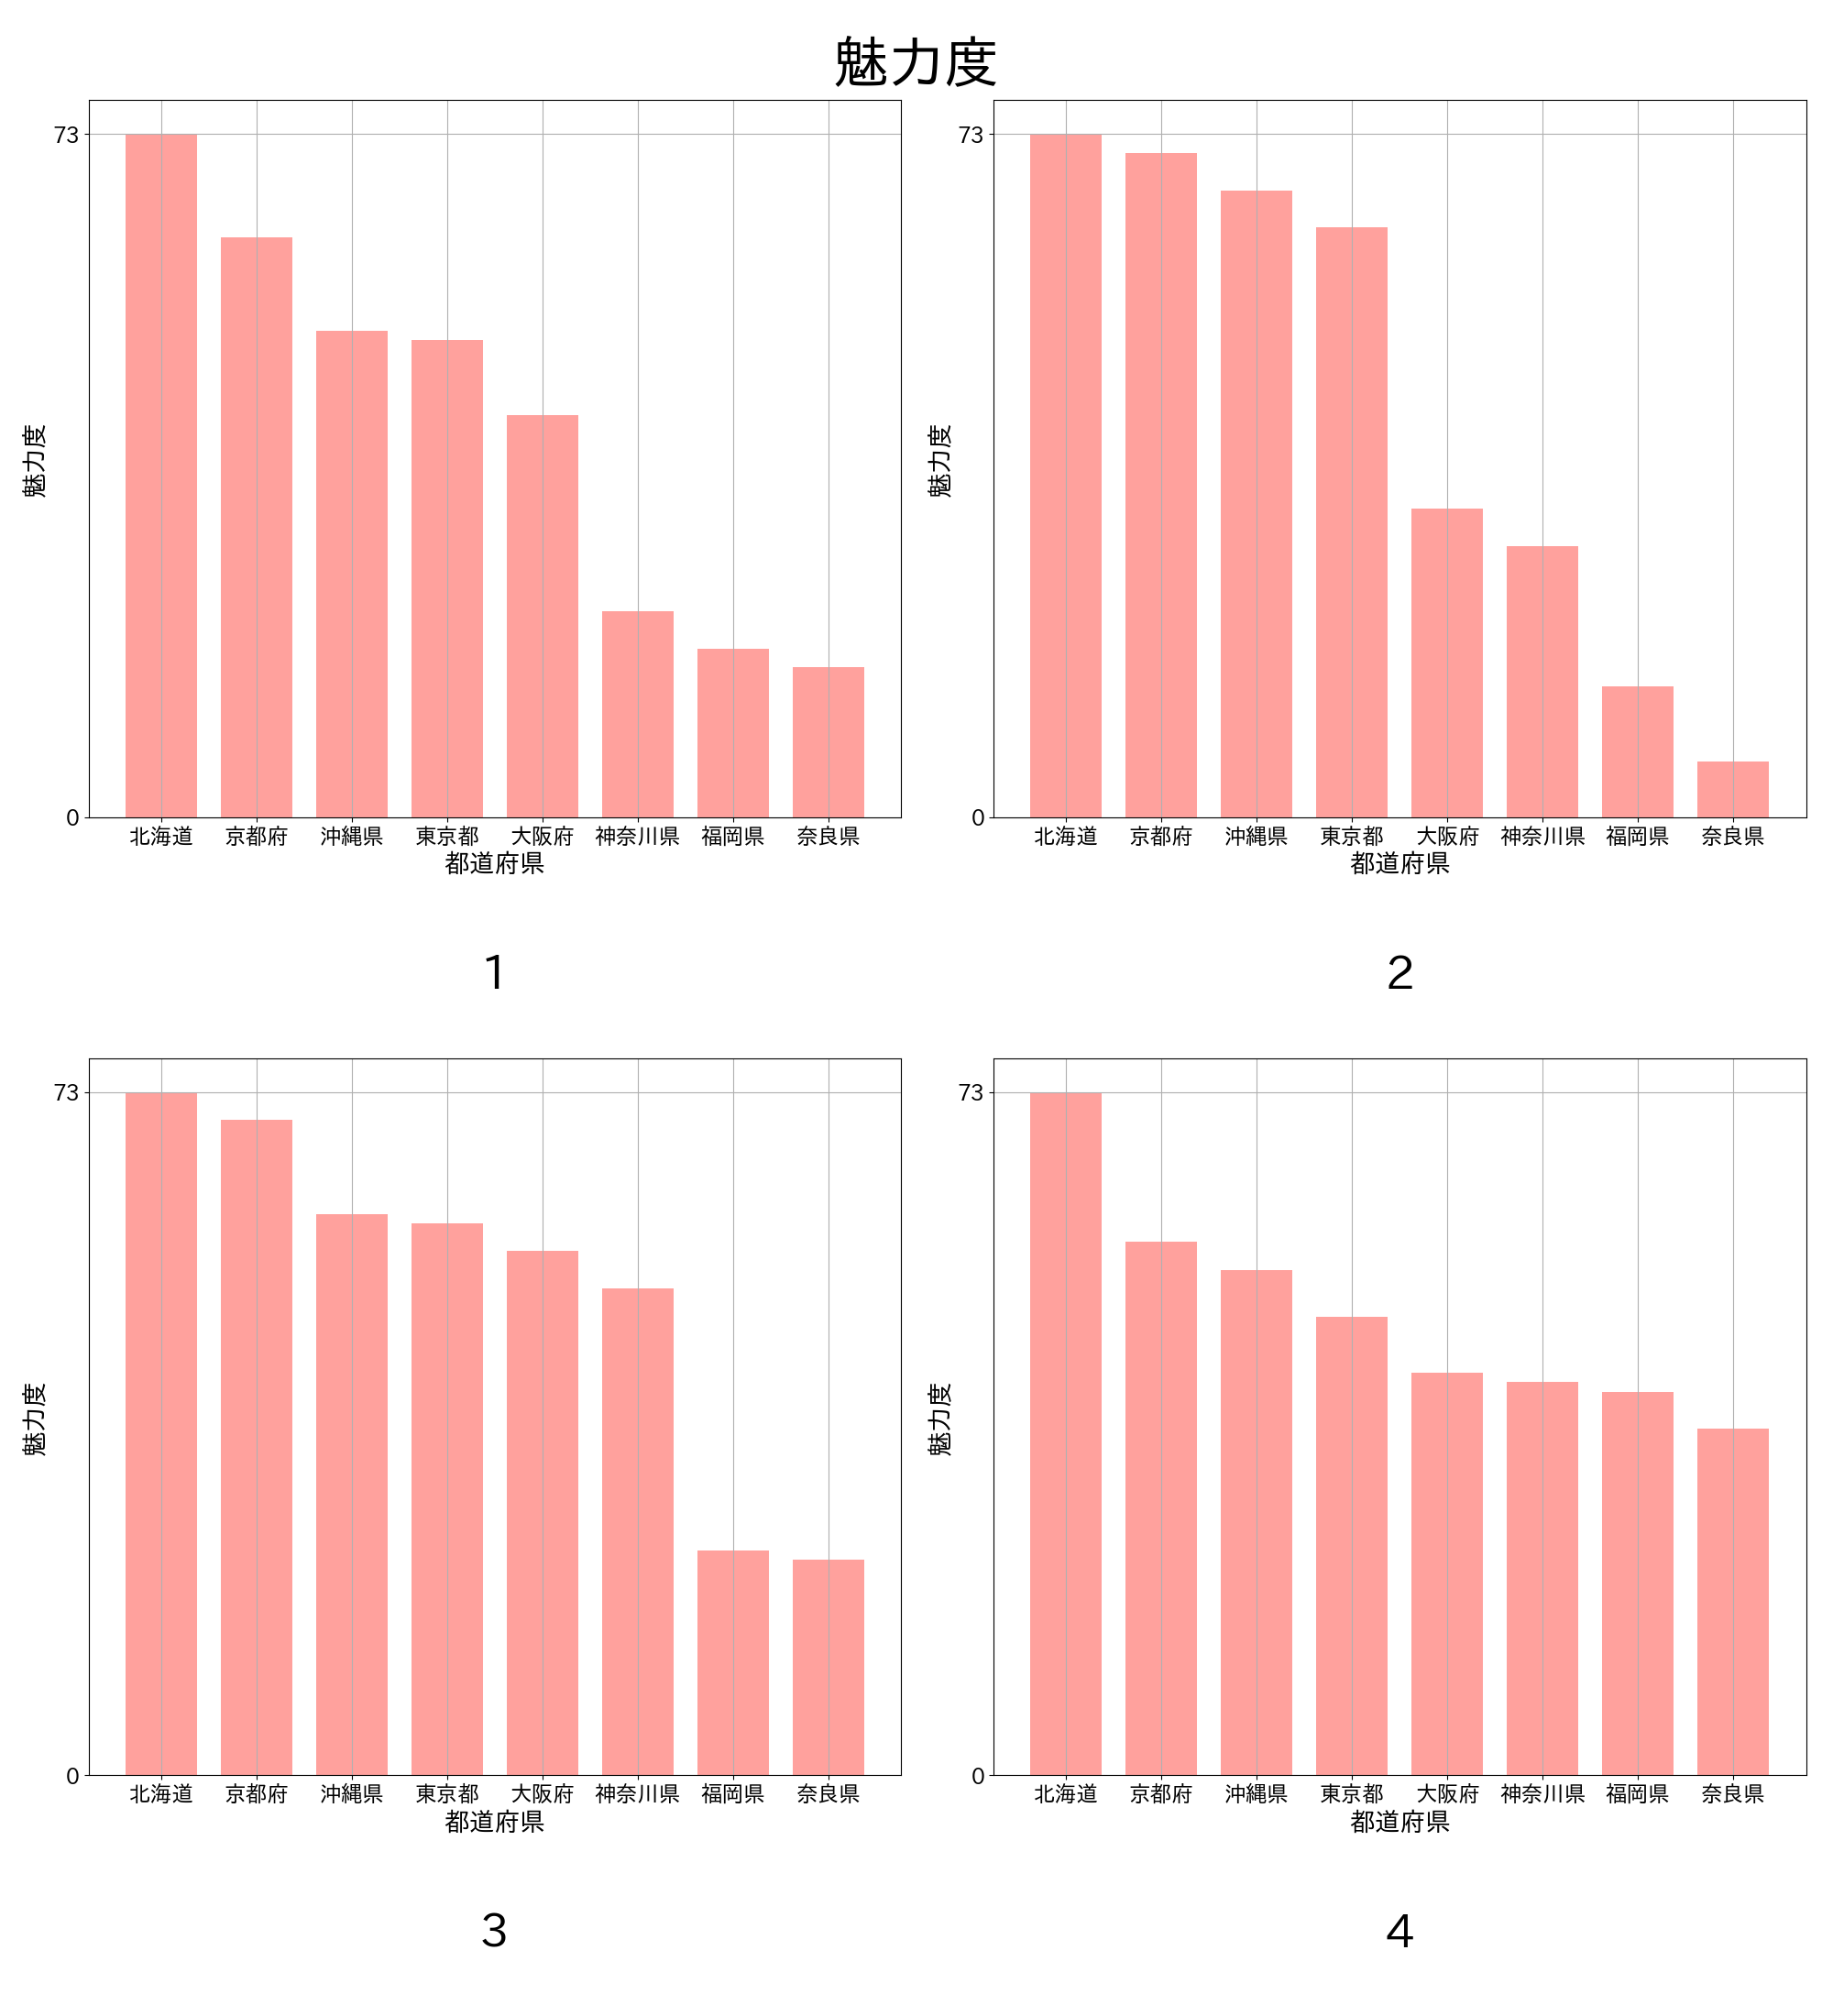 魅力度
73
0
魅力度
北海道 京都府 沖縄県 東京都 大阪府 神奈川県 福岡県 奈良県
都道府県
1
73
0
魅力度
北海道 京都府 沖縄県 東京都 大阪府 神奈川県 福岡県 奈良県
都道府県
2
73
0
魅力度
北海道 京都府 沖縄県 東京都 大阪府 神奈川県 福岡県 奈良県
都道府県
3
73
0
魅力度
北海道 京都府 沖縄県 東京都 大阪府 神奈川県 福岡県 奈良県
都道府県
4